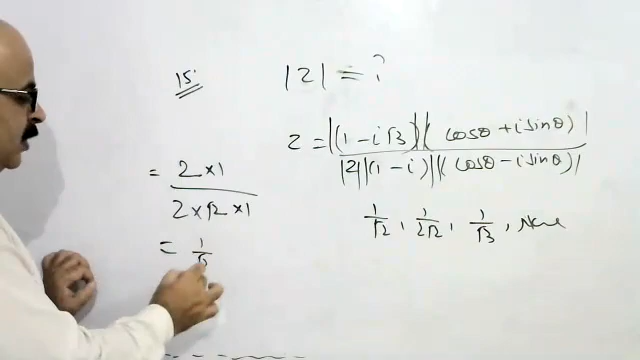 15.
|z| = ?
z = |(1 - i√3)|(cosθ + i sinθ)|
|2||(1 - i)|(cosθ - i sinθ)|
1/√2, 1/2√2, 1/√3, None
= 2 × 1
2 × √2 × 1
= 1/√2